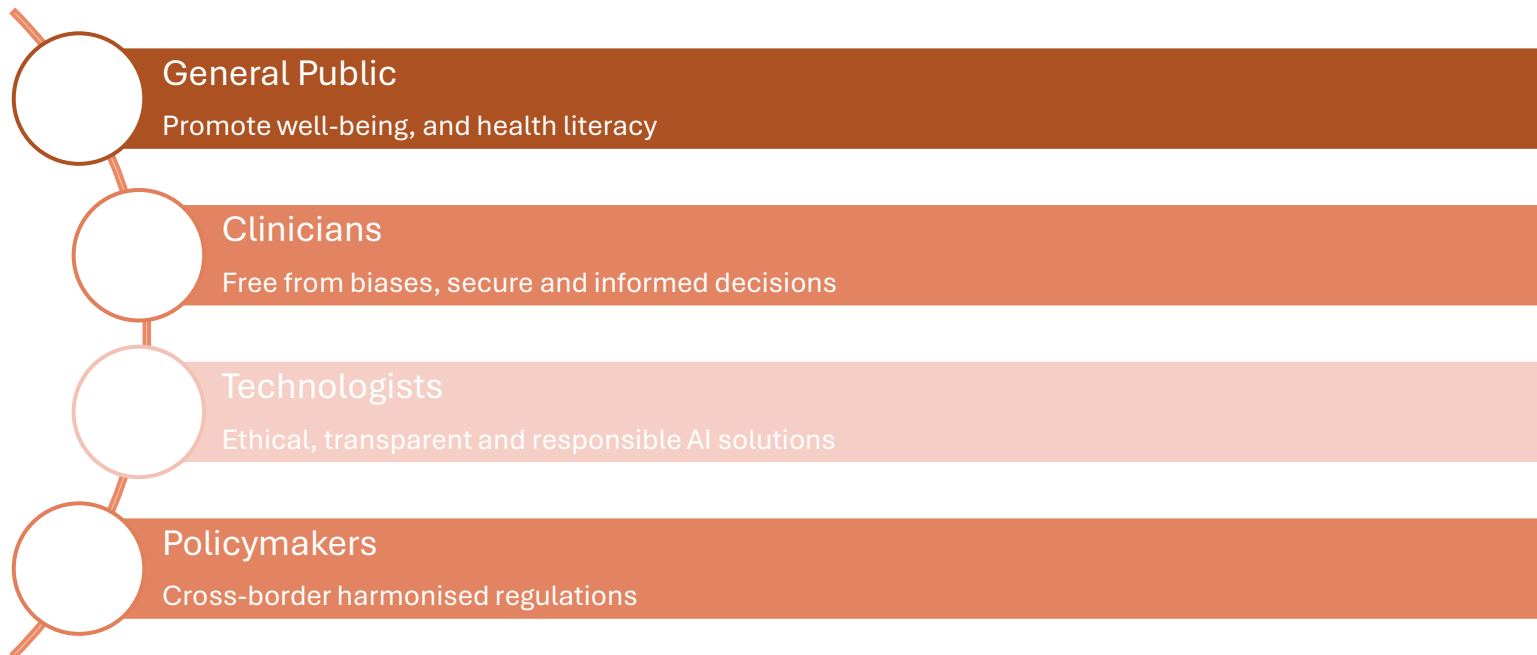 General Public
Promote well-being, and health literacy
Clinicians
Free from biases, secure and informed decisions
Technologists
Ethical, transparent and responsible AI solutions
Policymakers
Cross-border harmonised regulations